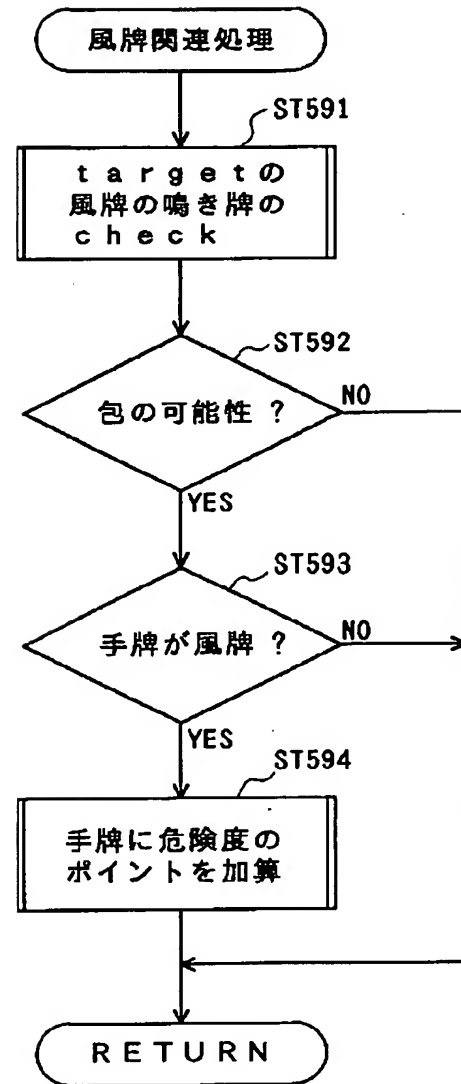 風牌関連処理
ST591
targetの
風牌の鳴き牌の
check
ST592
包の可能性 ?
NO
YES
ST593
手牌が風牌 ?
NO
YES
ST594
手牌に危険度の
ポイントを加算
RETURN